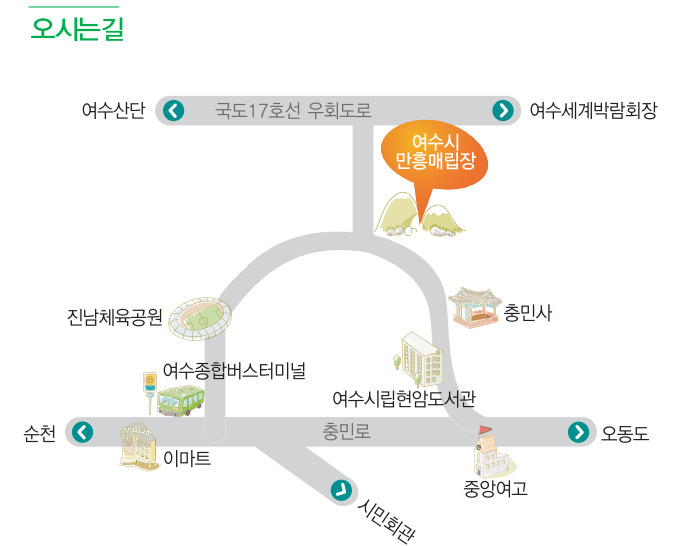 오시는길
여수산단
국도17호선 우회도로
여수세계박람회장
여수시
만흥매립장
진남체육공원
충민사
여수종합버스터미널
여수시립현암도서관
순천
충민로
오동도
이마트
중앙여고
시민회관